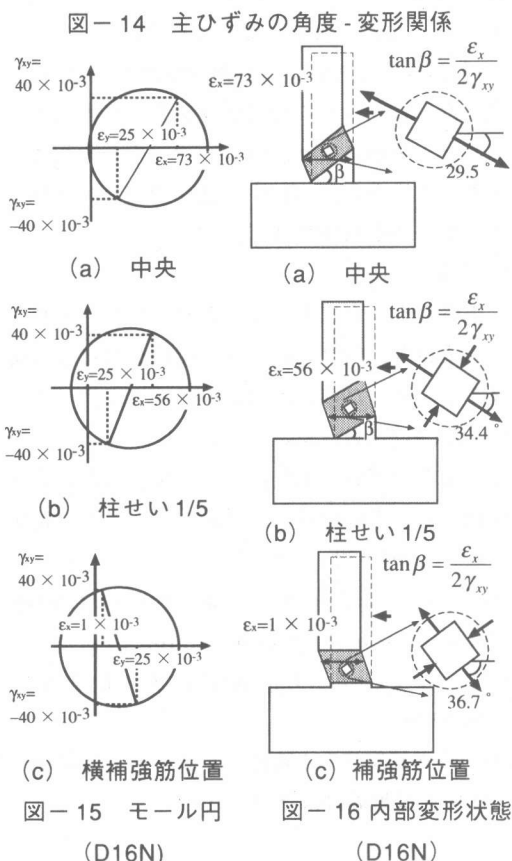 図－14 主ひずみの角度 - 変形関係
γxy=
40 × 10-3
εy=25 × 10-3
εx=73 × 10-3
γxy=
−40 × 10-3
(a) 中央
εx=73 × 10-3
tanβ = εx / 2γxy
β
29.5 °
(a) 中央
γxy=
40 × 10-3
εy=25 × 10-3
εx=56 × 10-3
γxy=
−40 × 10-3
(b) 柱せい 1/5
εx=56 × 10-3
tanβ = εx / 2γxy
β
34.4 °
(b) 柱せい 1/5
γxy=
40 × 10-3
εx=1 × 10-3
εy=25 × 10-3
γxy=
−40 × 10-3
(c) 横補強筋位置
εx=1 × 10-3
tanβ = εx / 2γxy
36.7 °
(c) 補強筋位置
図－15 モール円
(D16N)
図－16 内部変形状態
(D16N)